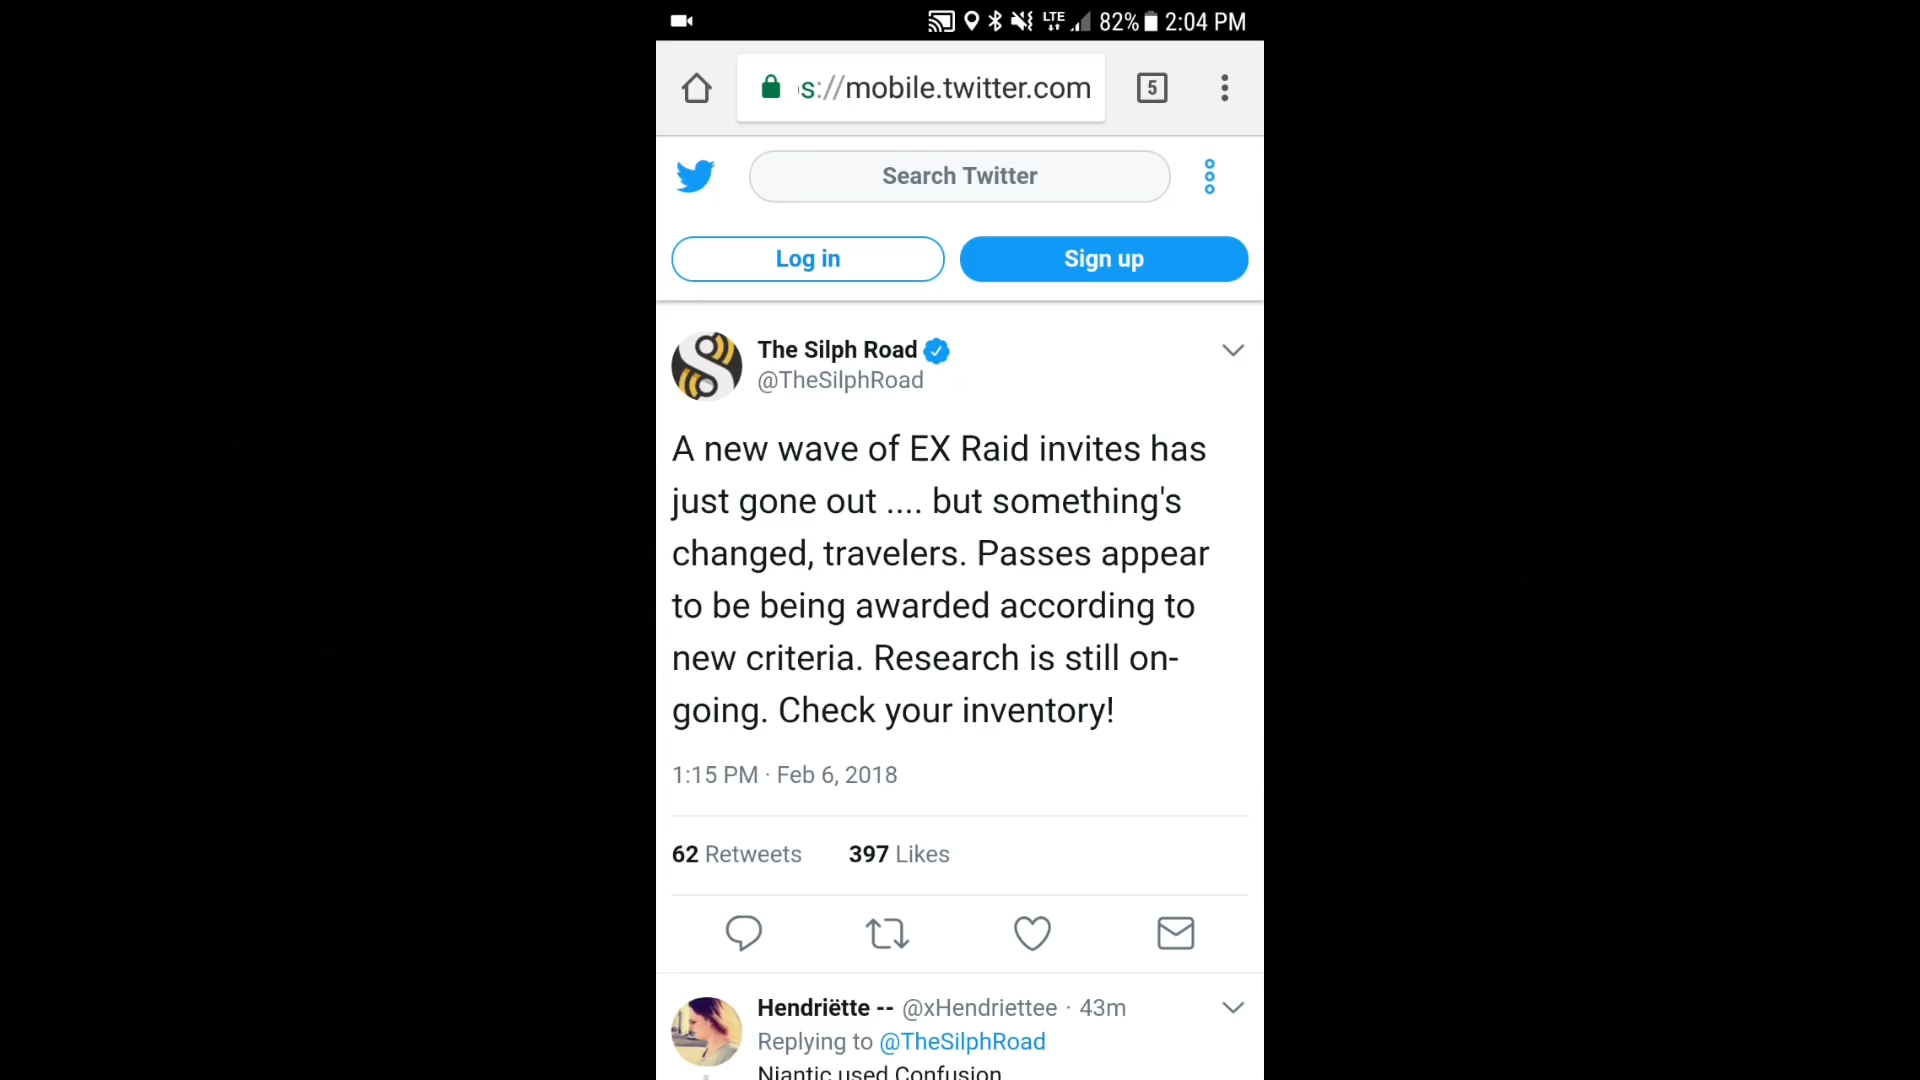 LTE 82% 2:04 PM
s://mobile.twitter.com 5
Search Twitter
Log in Sign up
The Silph Road
@TheSilphRoad
A new wave of EX Raid invites has
just gone out .... but something's
changed, travelers. Passes appear
to be being awarded according to
new criteria. Research is still on-
going. Check your inventory!
1:15 PM · Feb 6, 2018
62 Retweets 397 Likes
Hendriëtte -- @xHendriettee · 43m
Replying to @TheSilphRoad
Niantic used Confusion